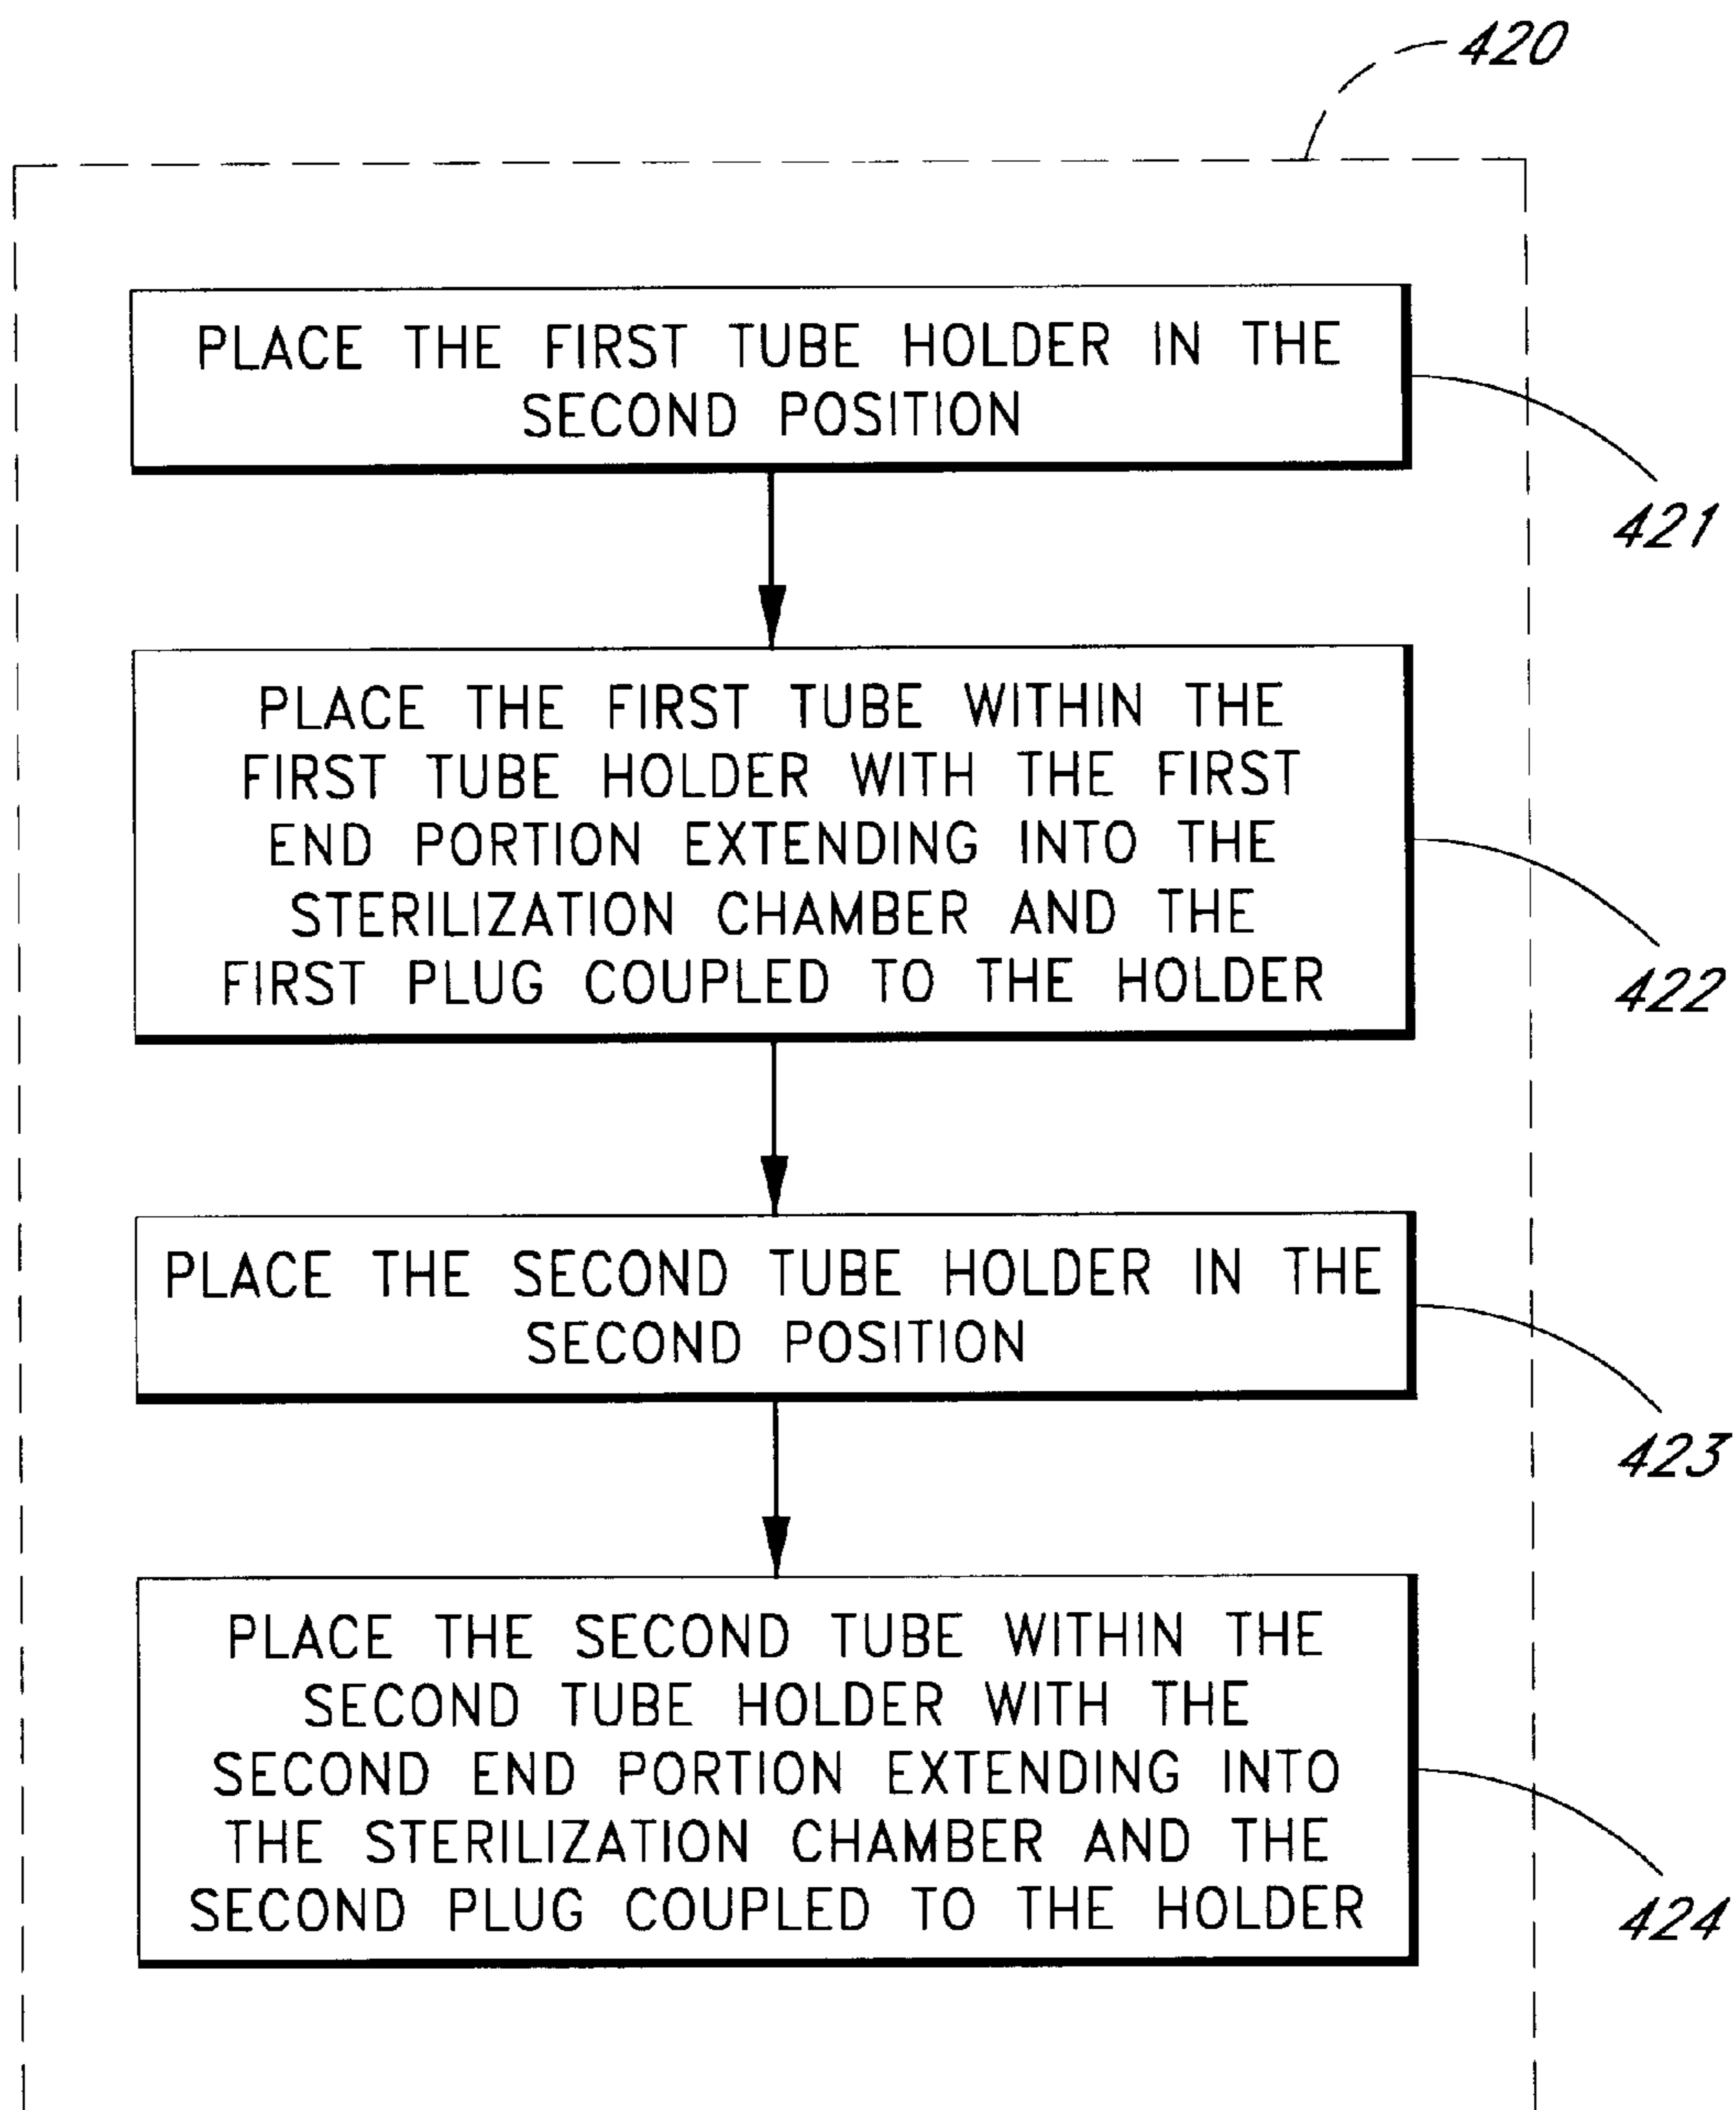 420
PLACE THE FIRST TUBE HOLDER IN THE
SECOND POSITION
421
PLACE THE FIRST TUBE WITHIN THE
FIRST TUBE HOLDER WITH THE FIRST
END PORTION EXTENDING INTO THE
STERILIZATION CHAMBER AND THE
FIRST PLUG COUPLED TO THE HOLDER
422
PLACE THE SECOND TUBE HOLDER IN THE
SECOND POSITION
423
PLACE THE SECOND TUBE WITHIN THE
SECOND TUBE HOLDER WITH THE
SECOND END PORTION EXTENDING INTO
THE STERILIZATION CHAMBER AND THE
SECOND PLUG COUPLED TO THE HOLDER
424